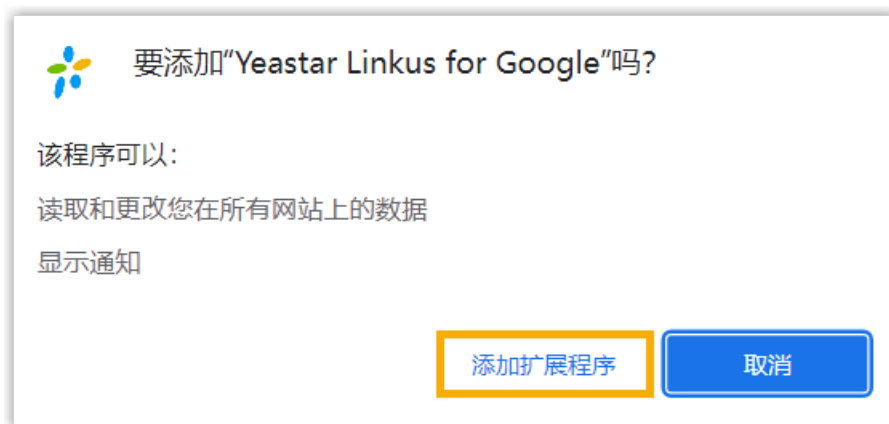 要添加“Yeastar Linkus for Google”吗?
该程序可以：
读取和更改您在所有网站上的数据
显示通知
添加扩展程序
取消